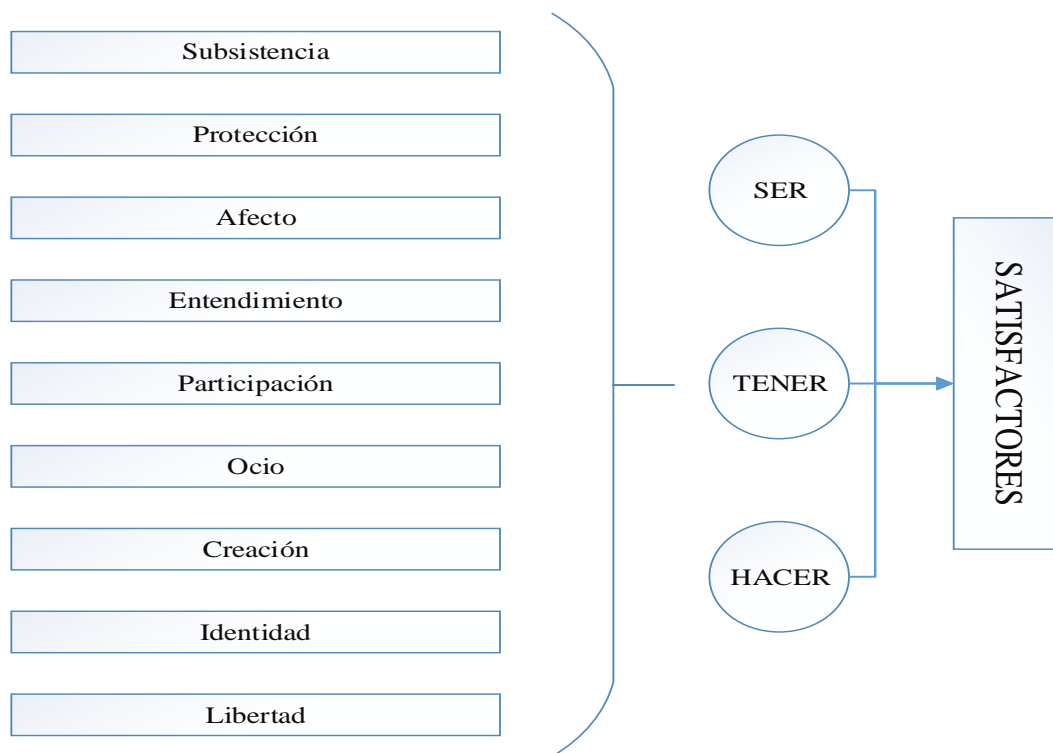 Subsistencia
Protección
Afecto
Entendimiento
Participación
Ocio
Creación
Identidad
Libertad
SER
TENER
HACER
SATISFACTORES